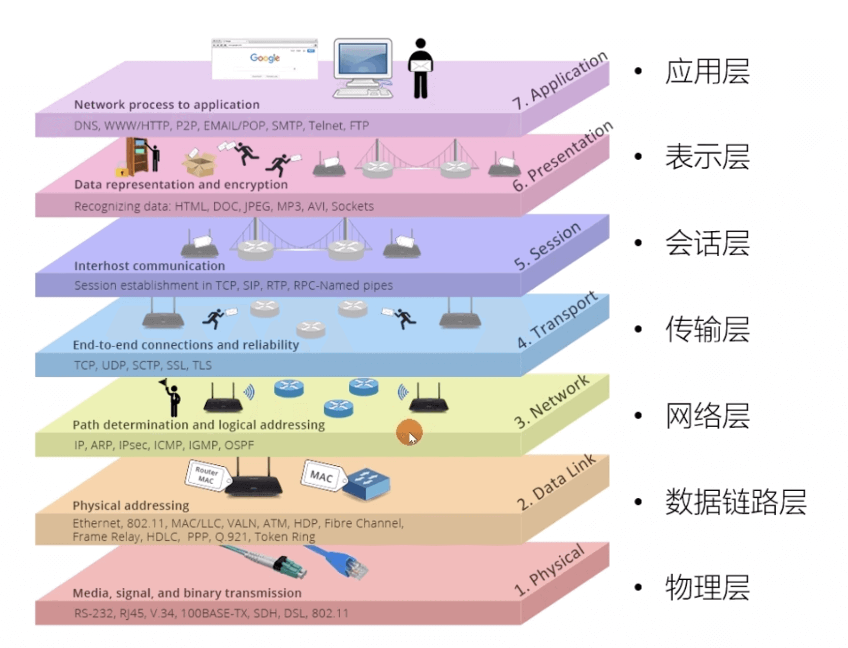 Google
7. Application
• 应用层
Network process to application
DNS, WWW/HTTP, P2P, EMAIL/POP, SMTP, Telnet, FTP
6. Presentation
• 表示层
Data representation and encryption
Recognizing data: HTML, DOC, JPEG, MP3, AVI, Sockets
5. Session
• 会话层
Interhost communication
Session establishment in TCP, SIP, RTP, RPC-Named pipes
4. Transport
• 传输层
End-to-end connections and reliability
TCP, UDP, SCTP, SSL, TLS
3. Network
• 网络层
Path determination and logical addressing
IP, ARP, IPsec, ICMP, IGMP, OSPF
Router
MAC
MAC
2. Data Link
• 数据链路层
Physical addressing
Ethernet, 802.11, MAC/LLC, VALN, ATM, HDP, Fibre Channel,
Frame Relay, HDLC, PPP, Q.921, Token Ring
1. Physical
• 物理层
Media, signal, and binary transmission
RS-232, RJ45, V.34, 100BASE-TX, SDH, DSL, 802.11